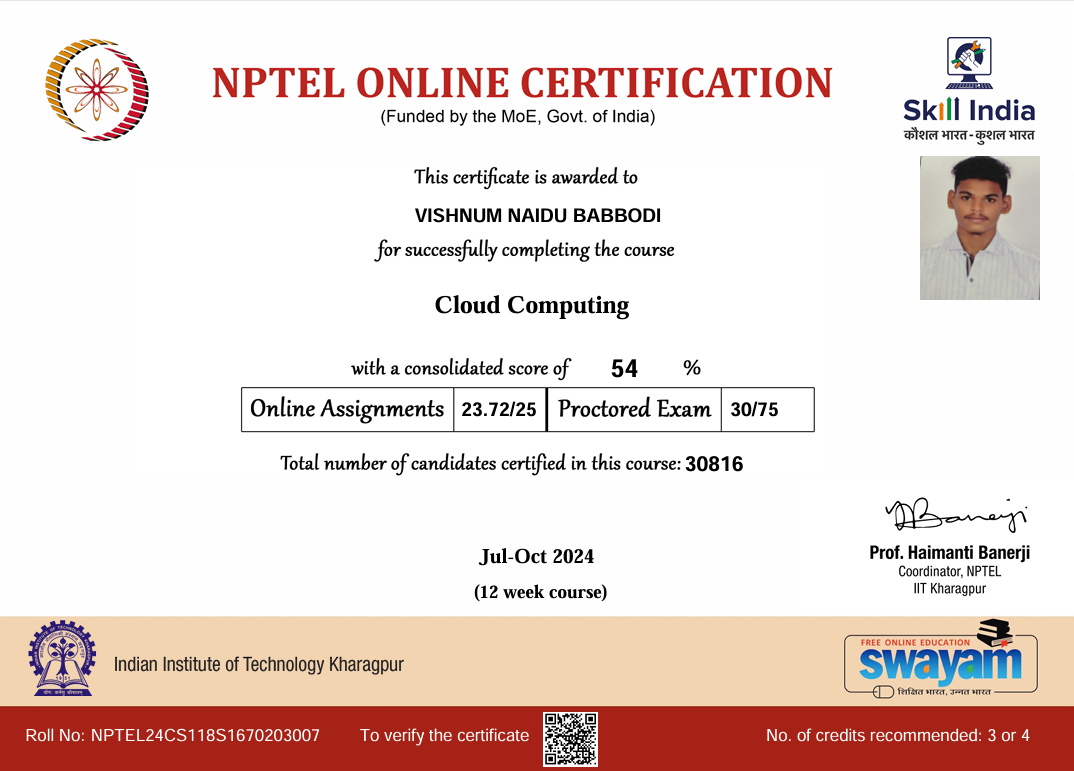 NPTEL ONLINE CERTIFICATION
(Funded by the MoE, Govt. of India)
Skill India
कौशल भारत-कुशल भारत
This certificate is awarded to
VISHNUM NAIDU BABBODI
for successfully completing the course
Cloud Computing
with a consolidated score of 54 %
Online Assignments 23.72/25 Proctored Exam 30/75
Total number of candidates certified in this course: 30816
Banerji
Prof. Haimanti Banerji
Coordinator, NPTEL
IIT Kharagpur
Jul-Oct 2024
(12 week course)
Indian Institute of Technology Kharagpur
FREE ONLINE EDUCATION
swayam
शिक्षित भारत, उन्नत भारत
Roll No: NPTEL24CS118S1670203007 To verify the certificate No. of credits recommended: 3 or 4